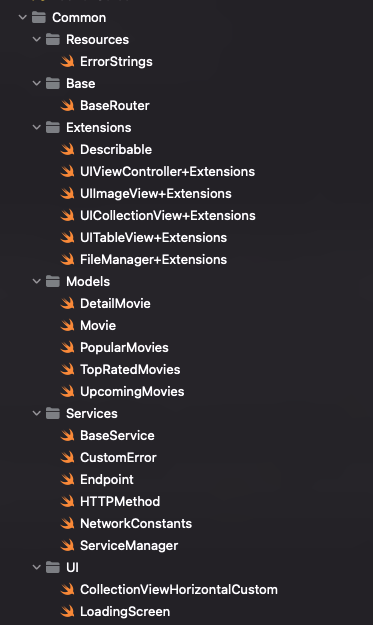 Common
Resources
ErrorStrings
Base
BaseRouter
Extensions
Describable
UIViewController+Extensions
UIImageView+Extensions
UICollectionView+Extensions
UITableView+Extensions
FileManager+Extensions
Models
DetailMovie
Movie
PopularMovies
TopRatedMovies
UpcomingMovies
Services
BaseService
CustomError
Endpoint
HTTPMethod
NetworkConstants
ServiceManager
UI
CollectionViewHorizontalCustom
LoadingScreen